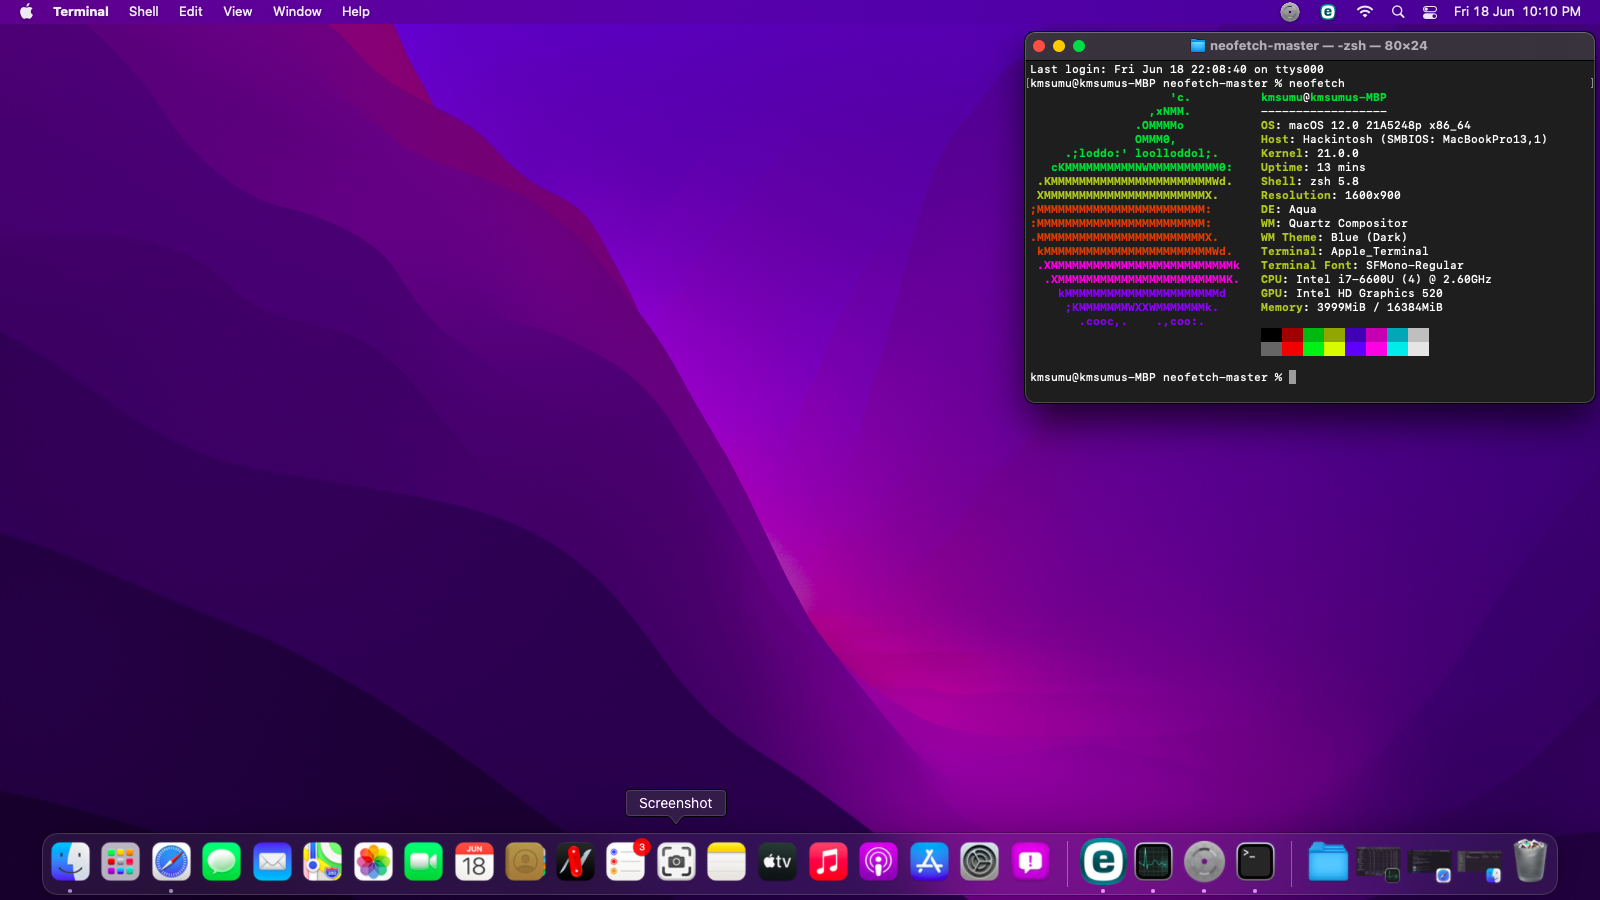 Terminal Shell Edit View Window Help
Fri 18 Jun 10:10 PM
neofetch-master — -zsh — 80×24
Last login: Fri Jun 18 22:08:40 on ttys000
[kmsumu@kmsumus-MBP neofetch-master % neofetch ]
'c. kmsumu@kmsumus-MBP
,xNMM. ------------------
.OMMMMo OS: macOS 12.0 21A5248p x86_64
OMMM0, Host: Hackintosh (SMBIOS: MacBookPro13,1)
.;loddo:' loolloddol;. Kernel: 21.0.0
cKMMMMMMMMMMNWMMMMMMMMMM0: Uptime: 13 mins
.KMMMMMMMMMMMMMMMMMMMMMMMWd. Shell: zsh 5.8
XMMMMMMMMMMMMMMMMMMMMMMMX. Resolution: 1600x900
;MMMMMMMMMMMMMMMMMMMMMMMM: DE: Aqua
:MMMMMMMMMMMMMMMMMMMMMMMM: WM: Quartz Compositor
.MMMMMMMMMMMMMMMMMMMMMMMMX. WM Theme: Blue (Dark)
kMMMMMMMMMMMMMMMMMMMMMMMMWd. Terminal: Apple_Terminal
.XMMMMMMMMMMMMMMMMMMMMMMMMMMk Terminal Font: SFMono-Regular
.XMMMMMMMMMMMMMMMMMMMMMMMMK. CPU: Intel i7-6600U (4) @ 2.60GHz
kMMMMMMMMMMMMMMMMMMMMMMd GPU: Intel HD Graphics 520
;KMMMMMMMWXXWMMMMMMMk. Memory: 3999MiB / 16384MiB
.cooc,. .,coo:.
kmsumu@kmsumus-MBP neofetch-master %
Screenshot
JUN
18
3
tv